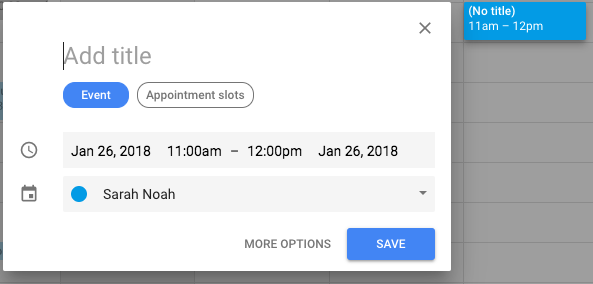 (No title)
11am – 12pm
Add title
Event Appointment slots
Jan 26, 2018 11:00am – 12:00pm Jan 26, 2018
Sarah Noah
MORE OPTIONS SAVE